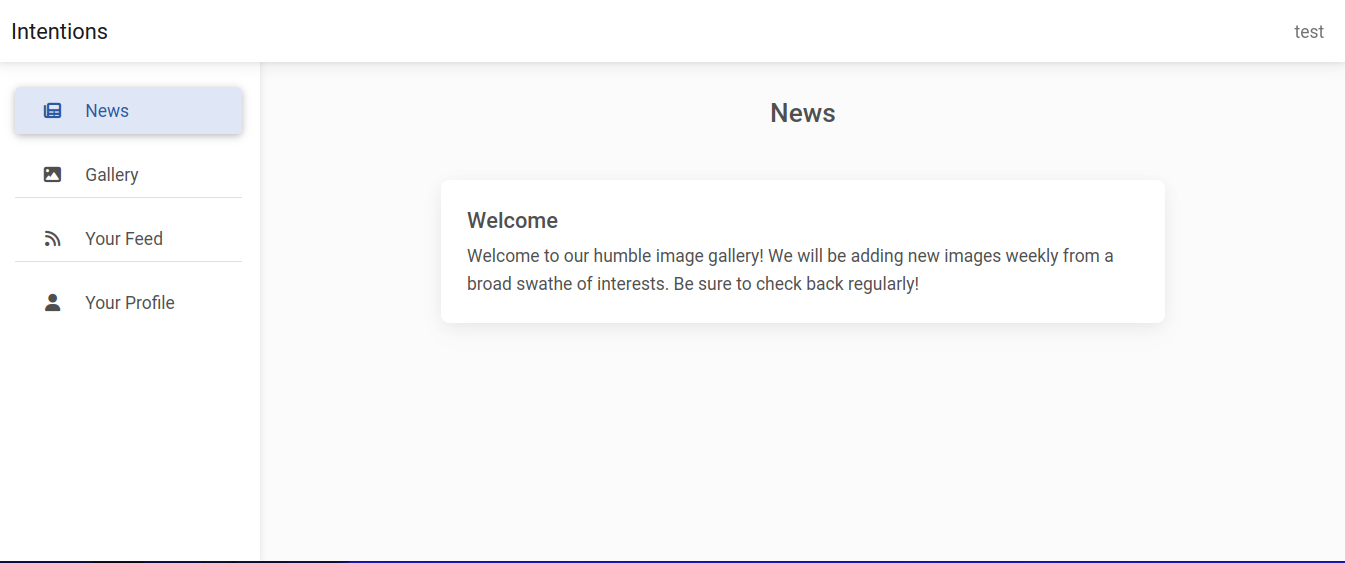 Intentions
test
News
Gallery
Your Feed
Your Profile
News
Welcome
Welcome to our humble image gallery! We will be adding new images weekly from a
broad swathe of interests. Be sure to check back regularly!